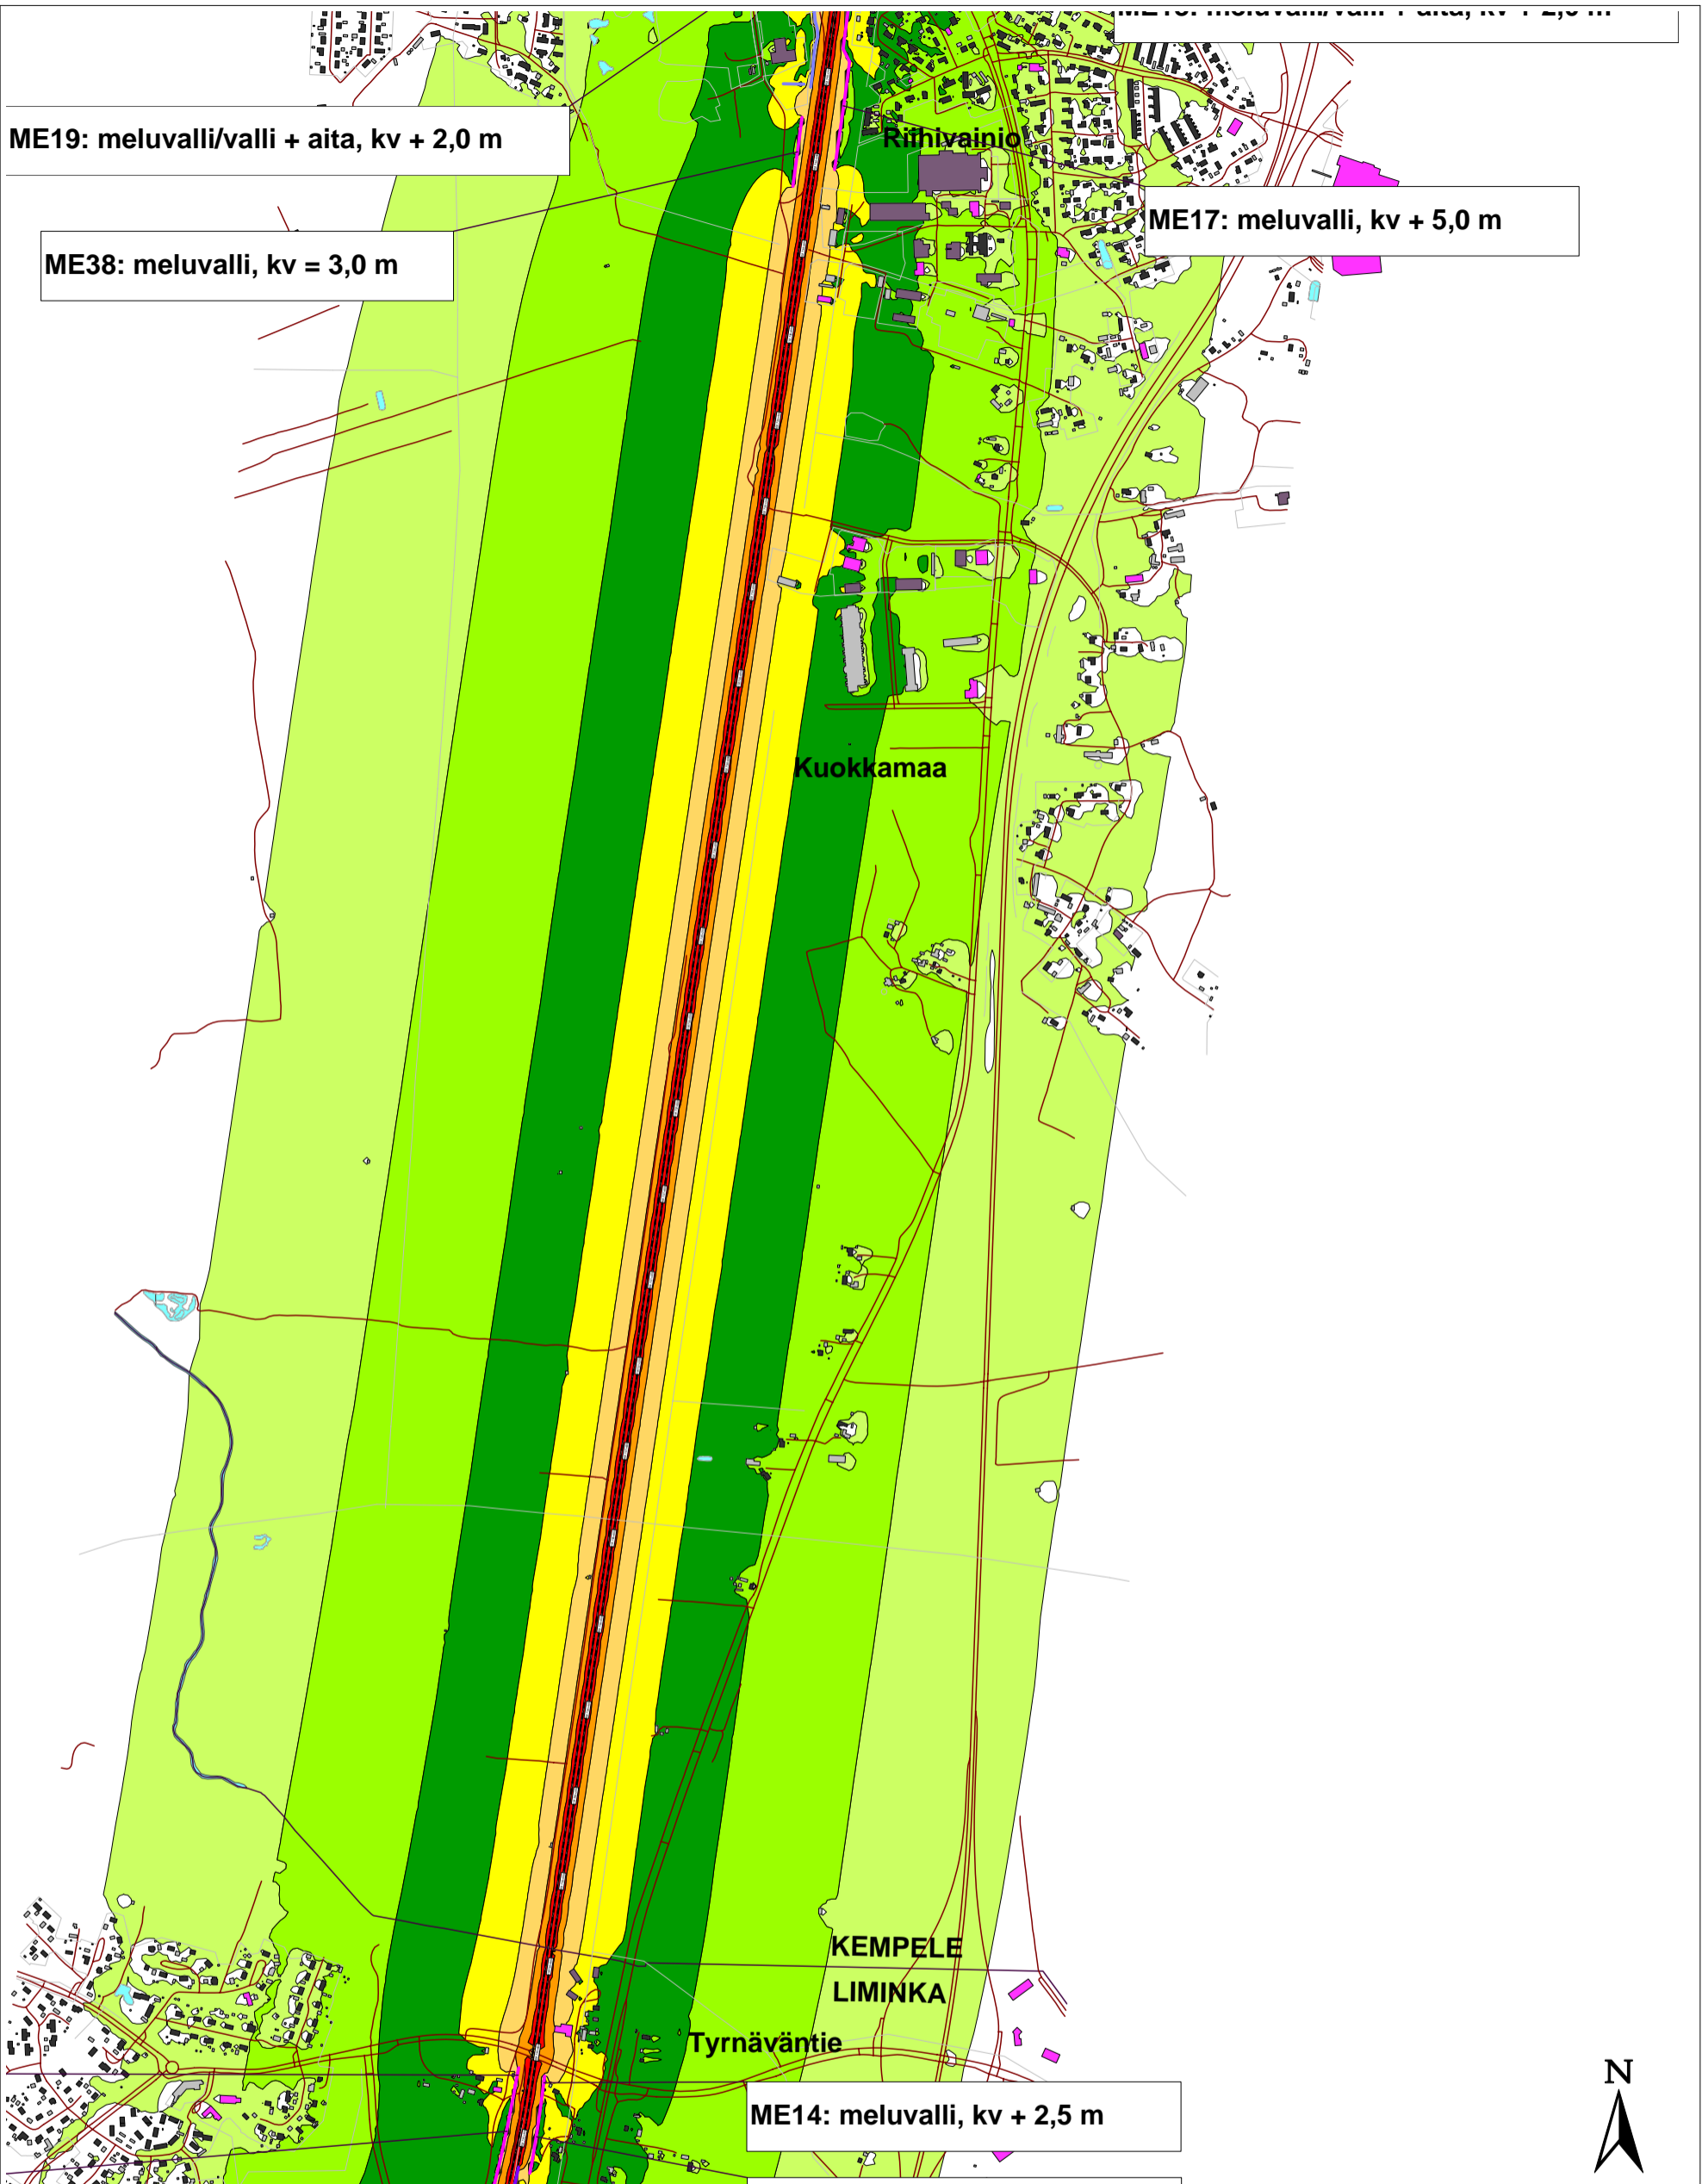 ME19: meluvalli/valli + aita, kv + 2,0 m
Riihivainio
ME17: meluvalli, kv + 5,0 m
ME38: meluvalli, kv = 3,0 m
Kuokkamaa
KEMPELE
LIMINKA
Tyrnäväntie
ME14: meluvalli, kv + 2,5 m
N